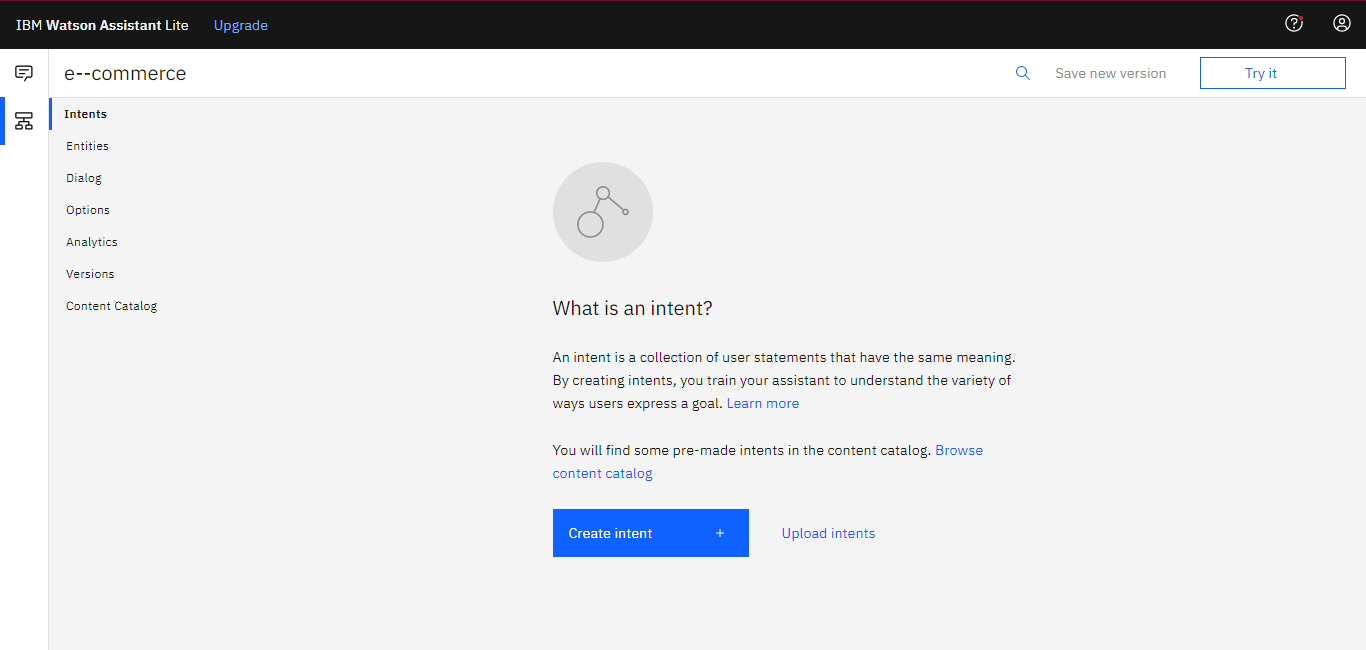 IBM Watson Assistant Lite Upgrade
e--commerce Save new version Try it
Intents
Entities
Dialog
Options
Analytics
Versions
Content Catalog
What is an intent?
An intent is a collection of user statements that have the same meaning.
By creating intents, you train your assistant to understand the variety of
ways users express a goal. Learn more
You will find some pre-made intents in the content catalog. Browse
content catalog
Create intent +
Upload intents